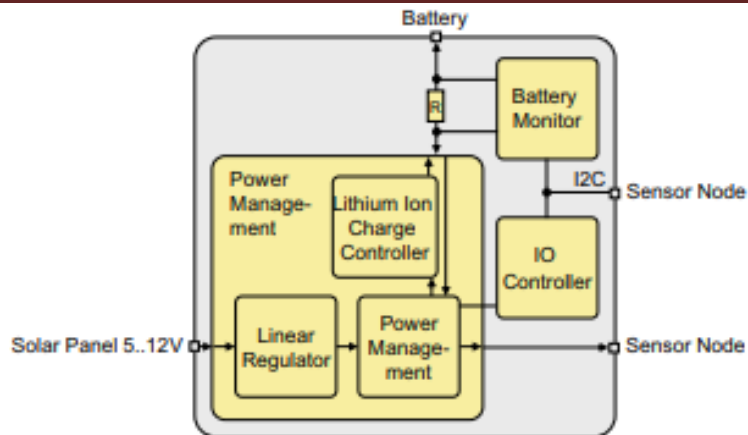 Battery
R
Battery
Monitor
I2C
Sensor Node
Power
Manage-
ment
Lithium Ion
Charge
Controller
IO
Controller
Solar Panel 5..12V
Linear
Regulator
Power
Manage-
ment
Sensor Node